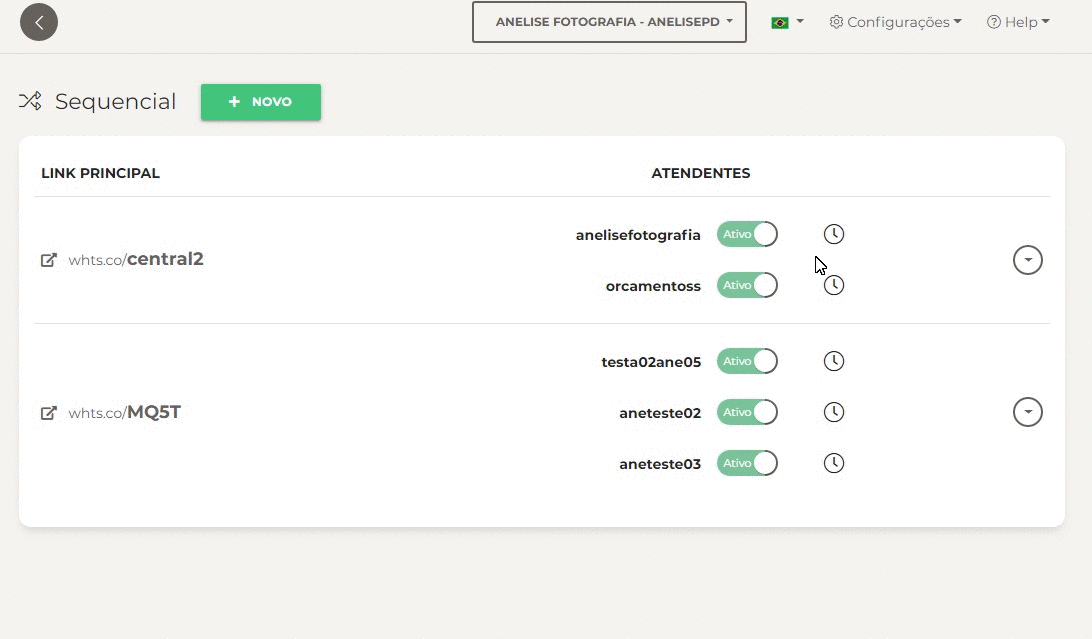 ANELISE FOTOGRAFIA - ANELISEPD
Configurações
Help
Sequencial
+ NOVO
LINK PRINCIPAL
ATENDENTES
whts.co/central2
anelisefotografia Ativo
orcamentoss Ativo
whts.co/MQ5T
testa02ane05 Ativo
aneteste02 Ativo
aneteste03 Ativo